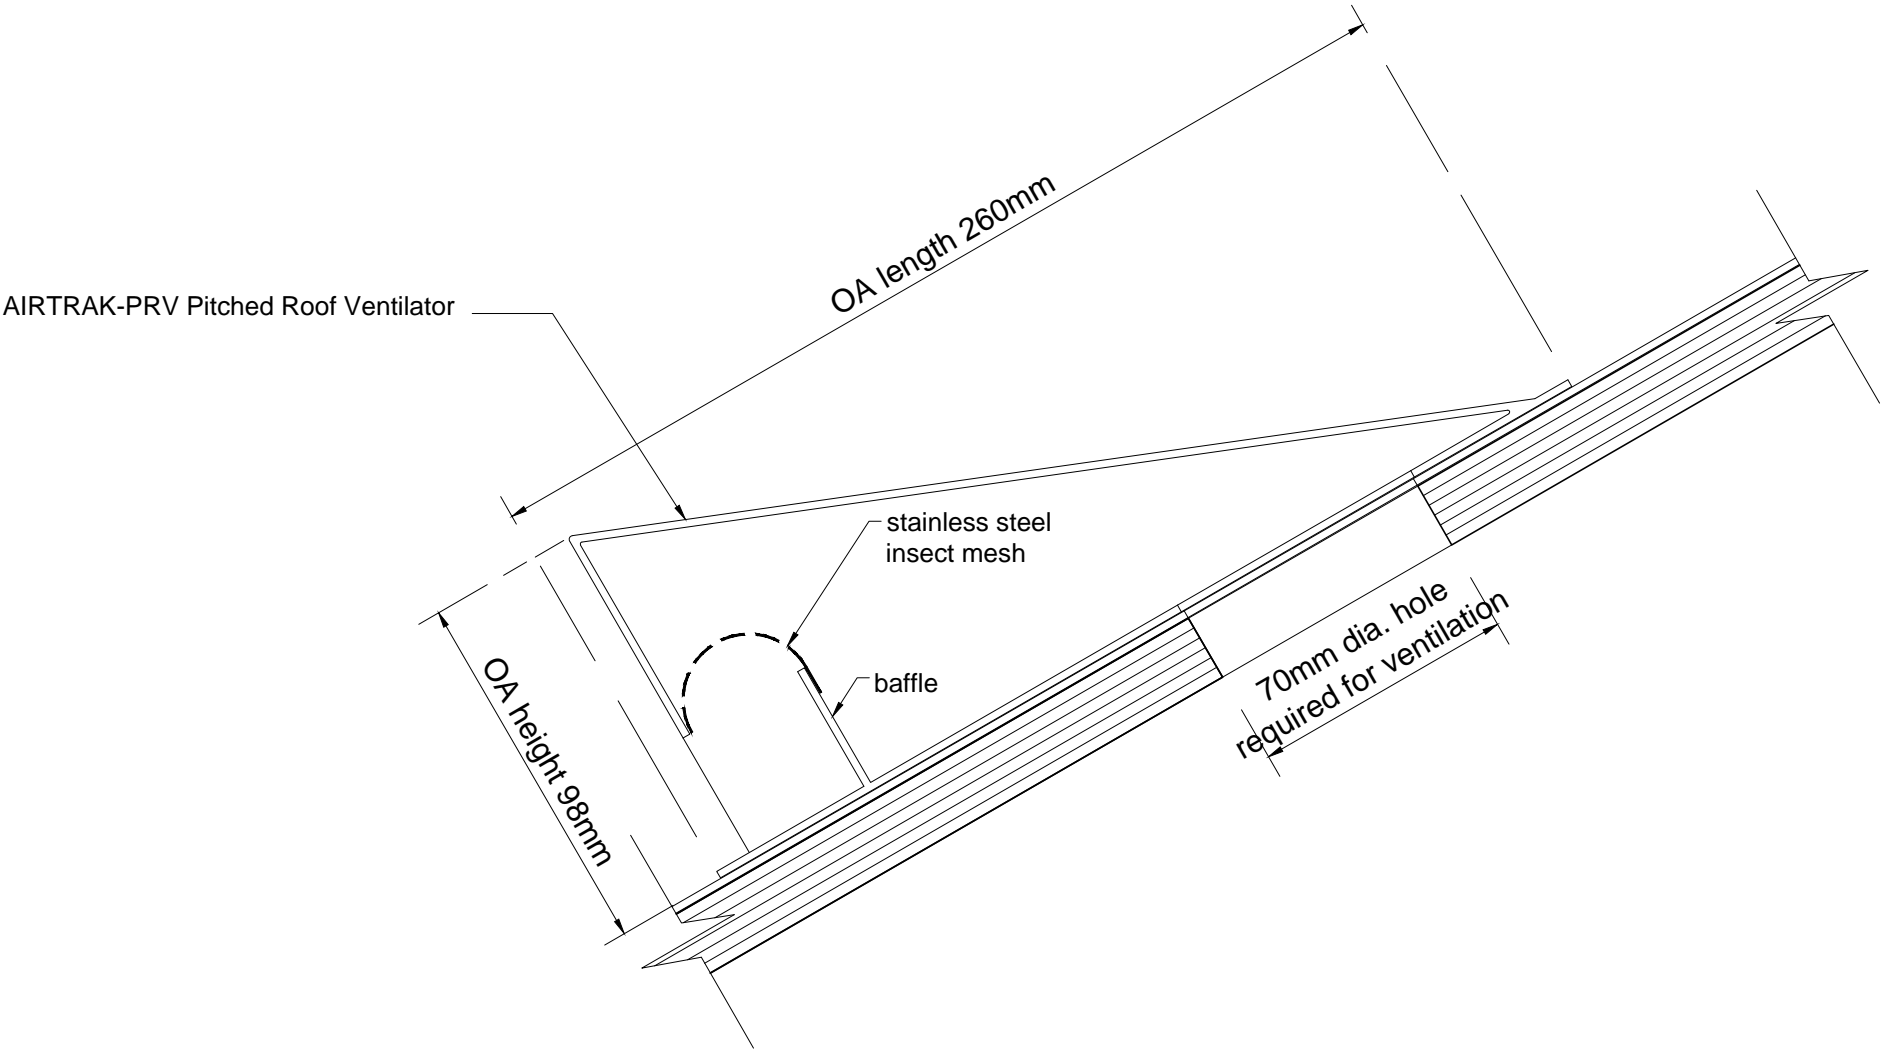 OA length 260mm
AIRTRAK-PRV Pitched Roof Ventilator
stainless steel
insect mesh
baffle
OA height 98mm
70mm dia. hole
required for ventilation